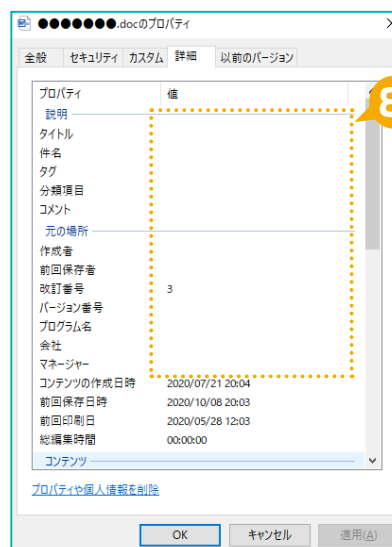 ●●●●●●●.docのプロパティ
全般 セキュリティ カスタム 詳細 以前のバージョン
プロパティ 値
説明
タイトル
件名
タグ
分類項目
コメント
元の場所
作成者
前回保存者
改訂番号 3
バージョン番号
プログラム名
会社
マネージャー
コンテンツの作成日時 2020/07/21 20:04
前回保存日時 2020/10/08 20:03
前回印刷日 2020/05/28 12:03
総編集時間 00:00:00
コンテンツ
プロパティや個人情報を削除
OK キャンセル 適用(A)